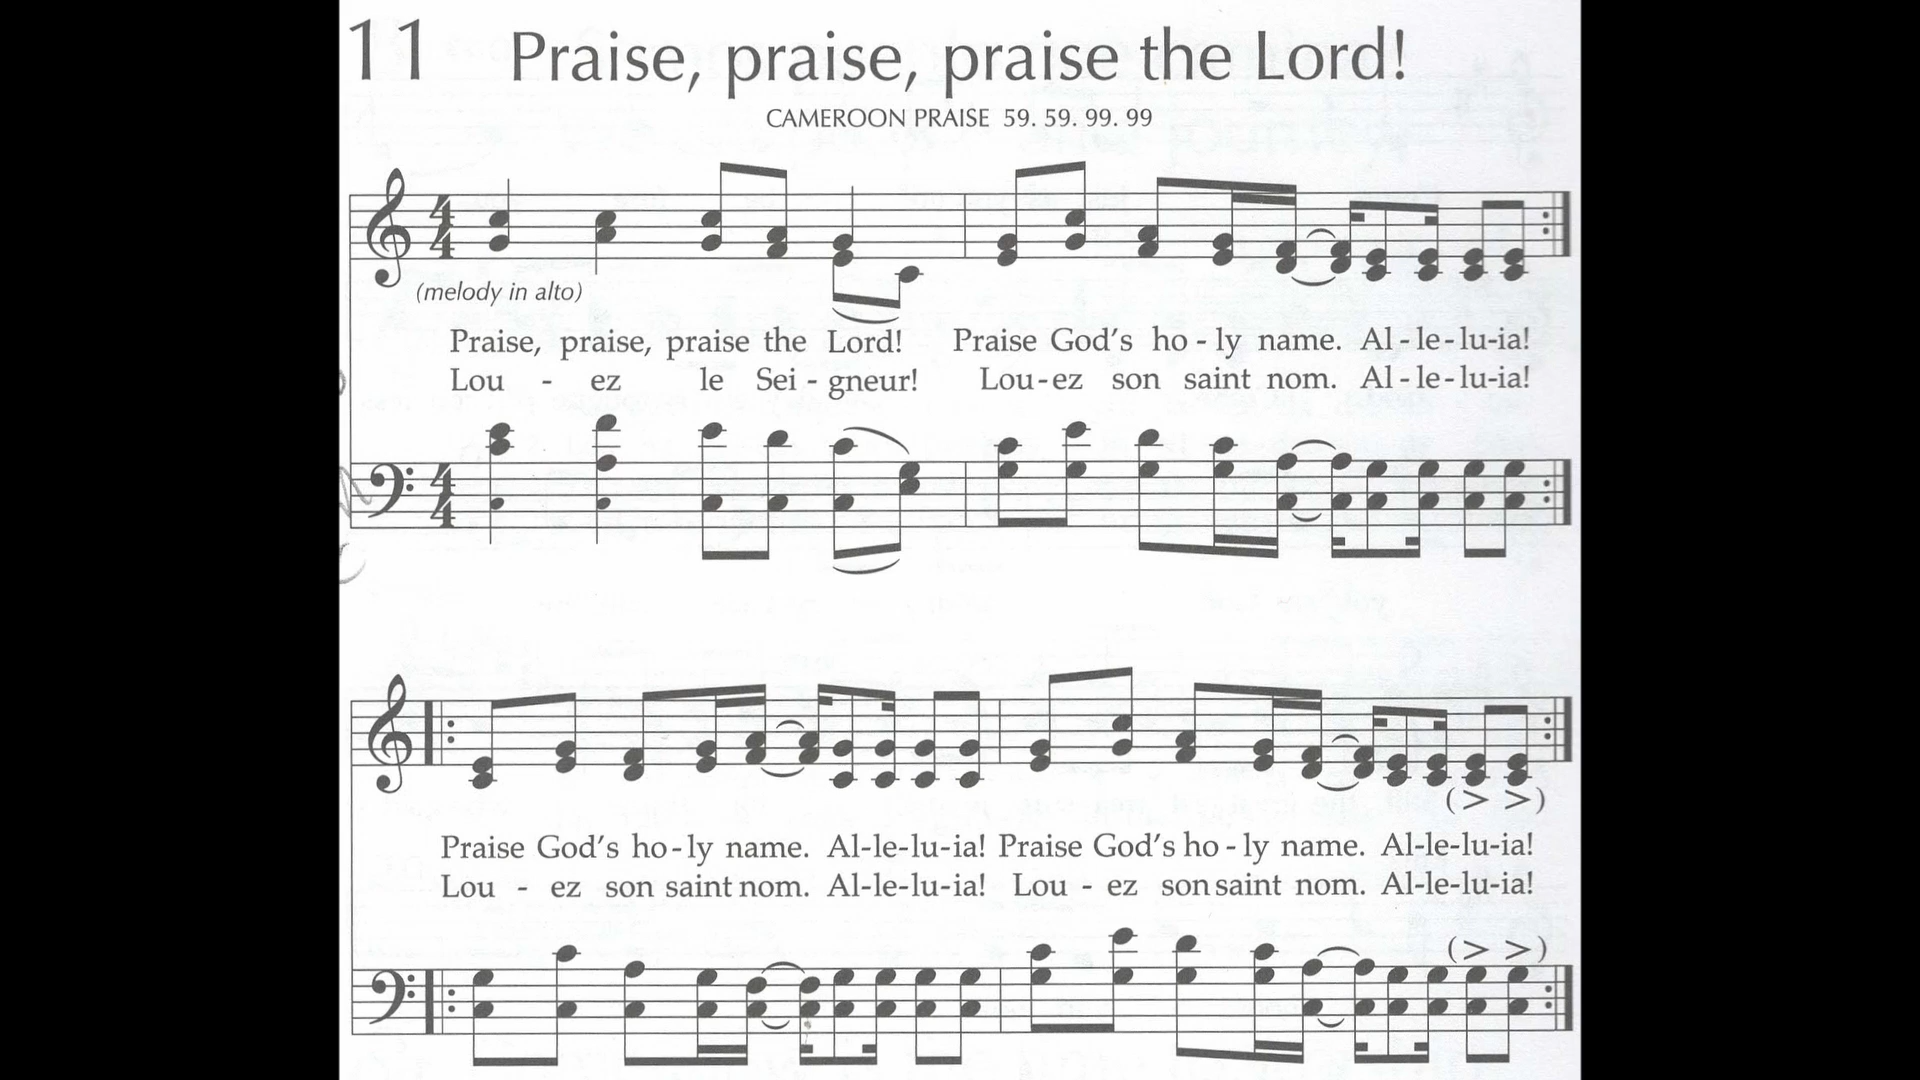 11 Praise, praise, praise the Lord!
CAMEROON PRAISE 59. 59. 99. 99
(melody in alto)
Praise, praise, praise the Lord! Praise God's ho - ly name. Al - le - lu - ia!
Lou - ez le Sei - gneur! Lou - ez son saint nom. Al - le - lu - ia!
Praise God's ho - ly name. Al - le - lu - ia! Praise God's ho - ly name. Al - le - lu - ia!
Lou - ez son saint nom. Al - le - lu - ia! Lou - ez son saint nom. Al - le - lu - ia!